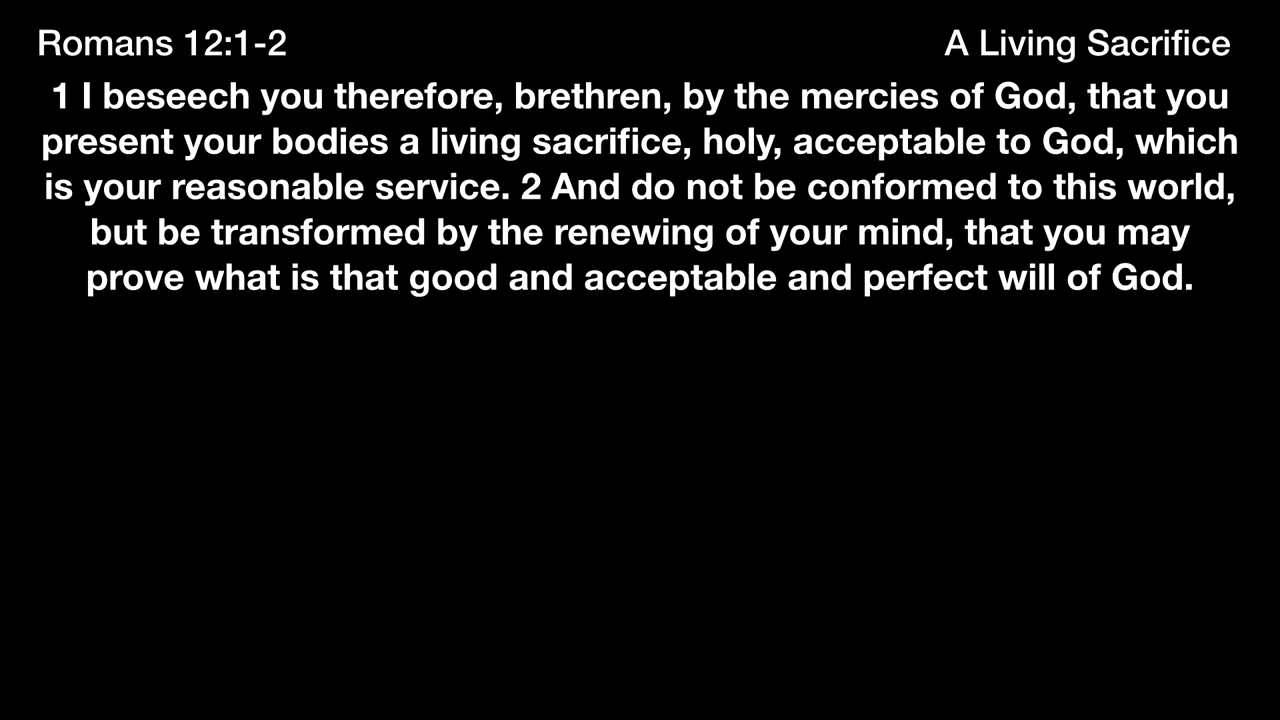 Romans 12:1-2
A Living Sacrifice
1 I beseech you therefore, brethren, by the mercies of God, that you
present your bodies a living sacrifice, holy, acceptable to God, which
is your reasonable service. 2 And do not be conformed to this world,
but be transformed by the renewing of your mind, that you may
prove what is that good and acceptable and perfect will of God.